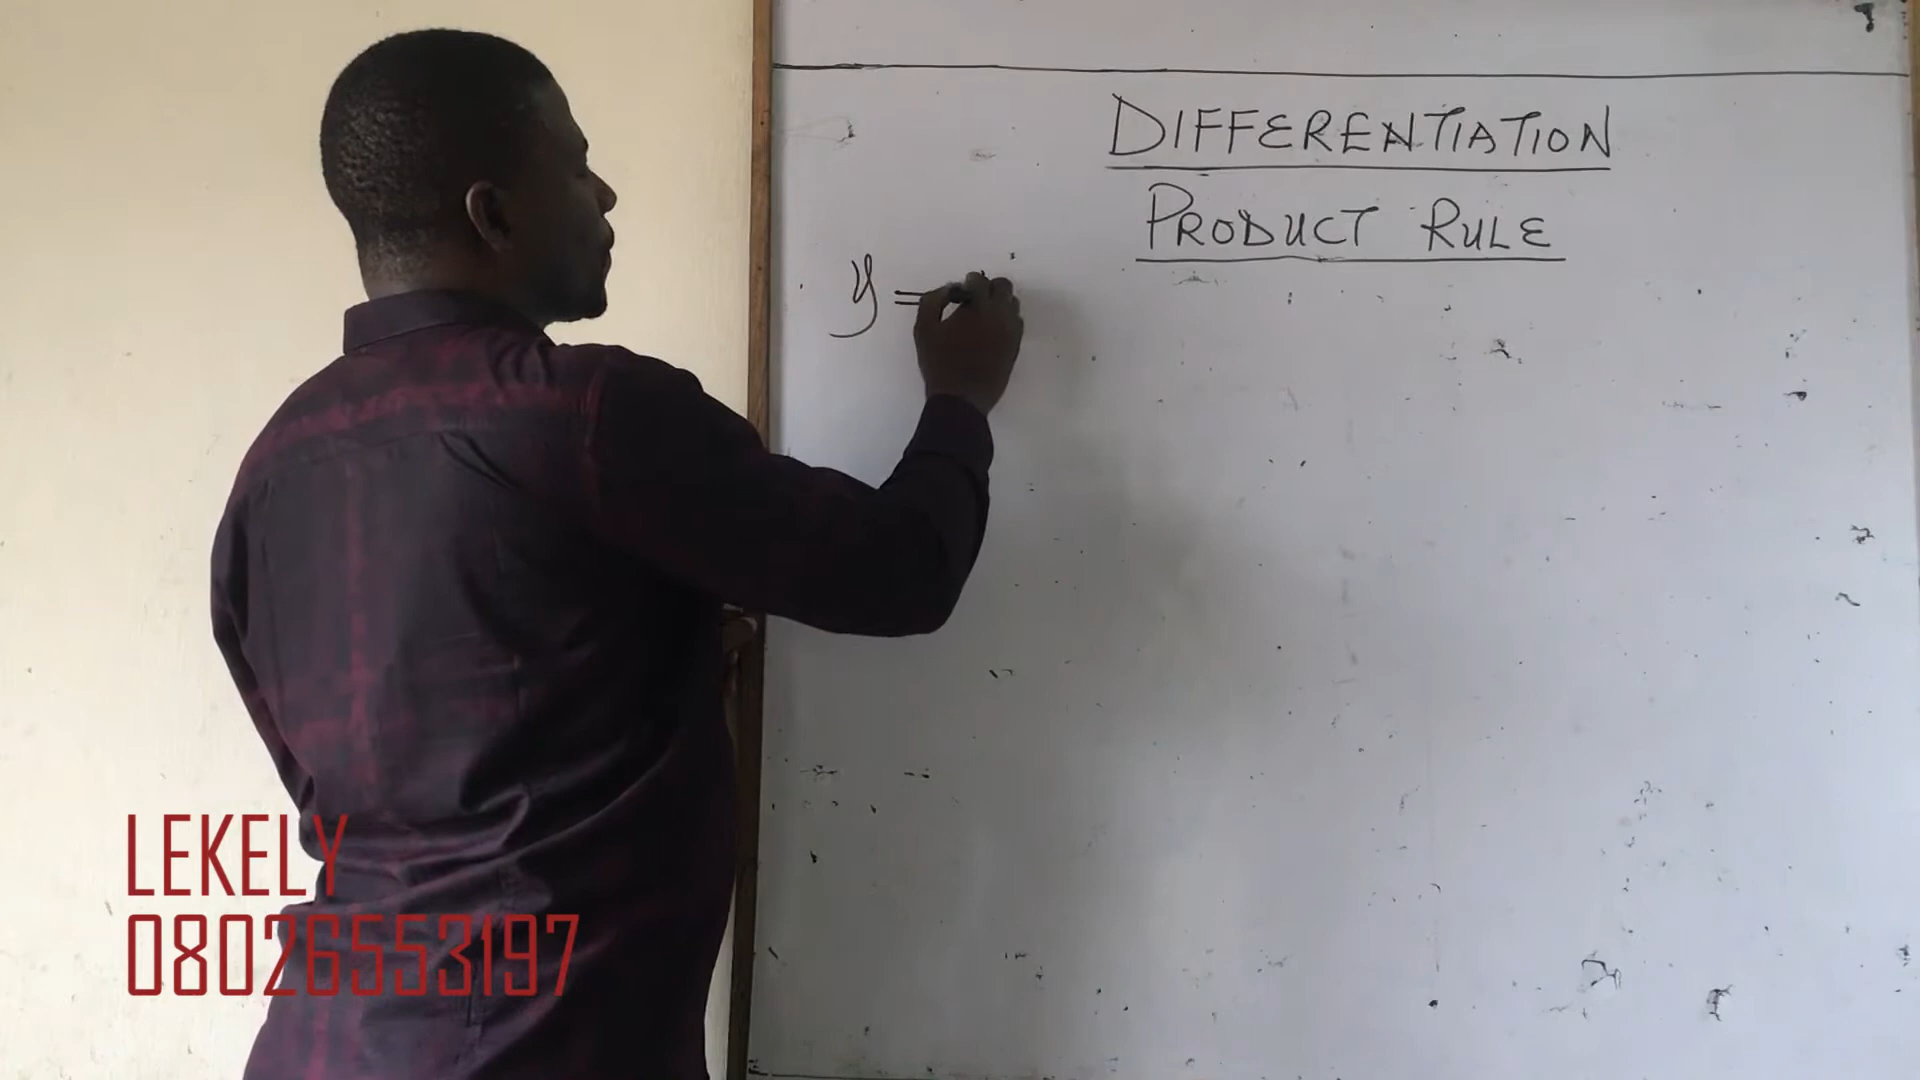 DIFFERENTIATION
PRODUCT RULE
y =
LEKELY
08026553197